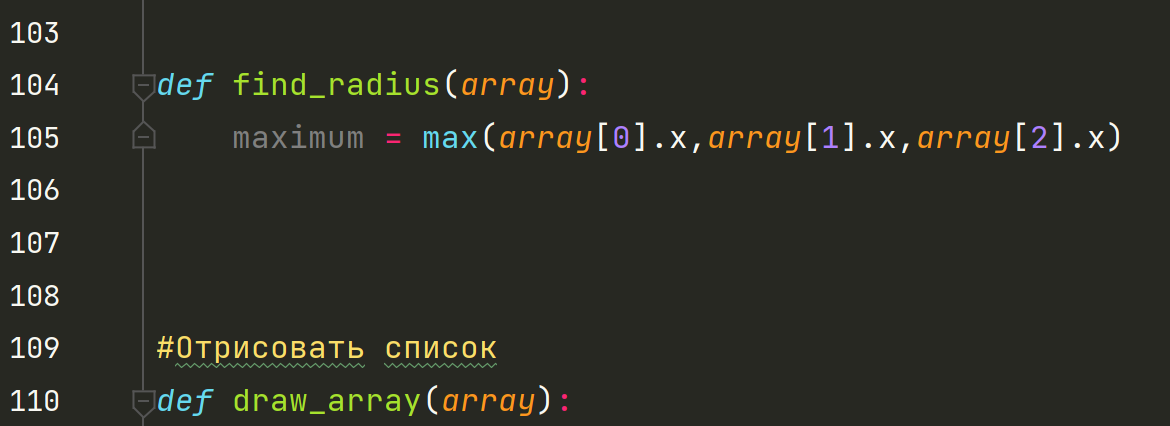 103
104 def find_radius(array):
105 maximum = max(array[0].x,array[1].x,array[2].x)
106
107
108
109 #Отрисовать список
110 def draw_array(array):